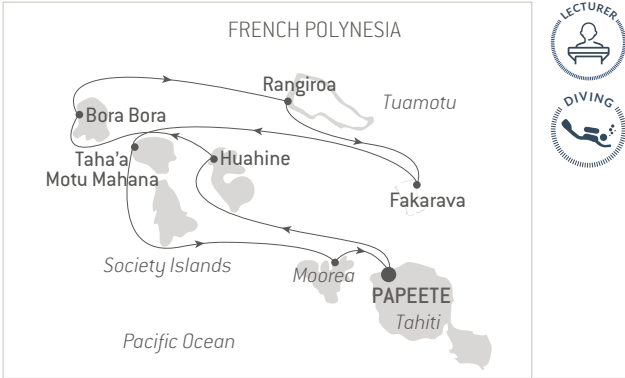 FRENCH POLYNESIA
LECTURER
DIVING
Rangiroa
Tuamotu
Bora Bora
Taha'a
Motu Mahana
Huahine
Fakarava
Society Islands
Moorea
PAPEETE
Tahiti
Pacific Ocean